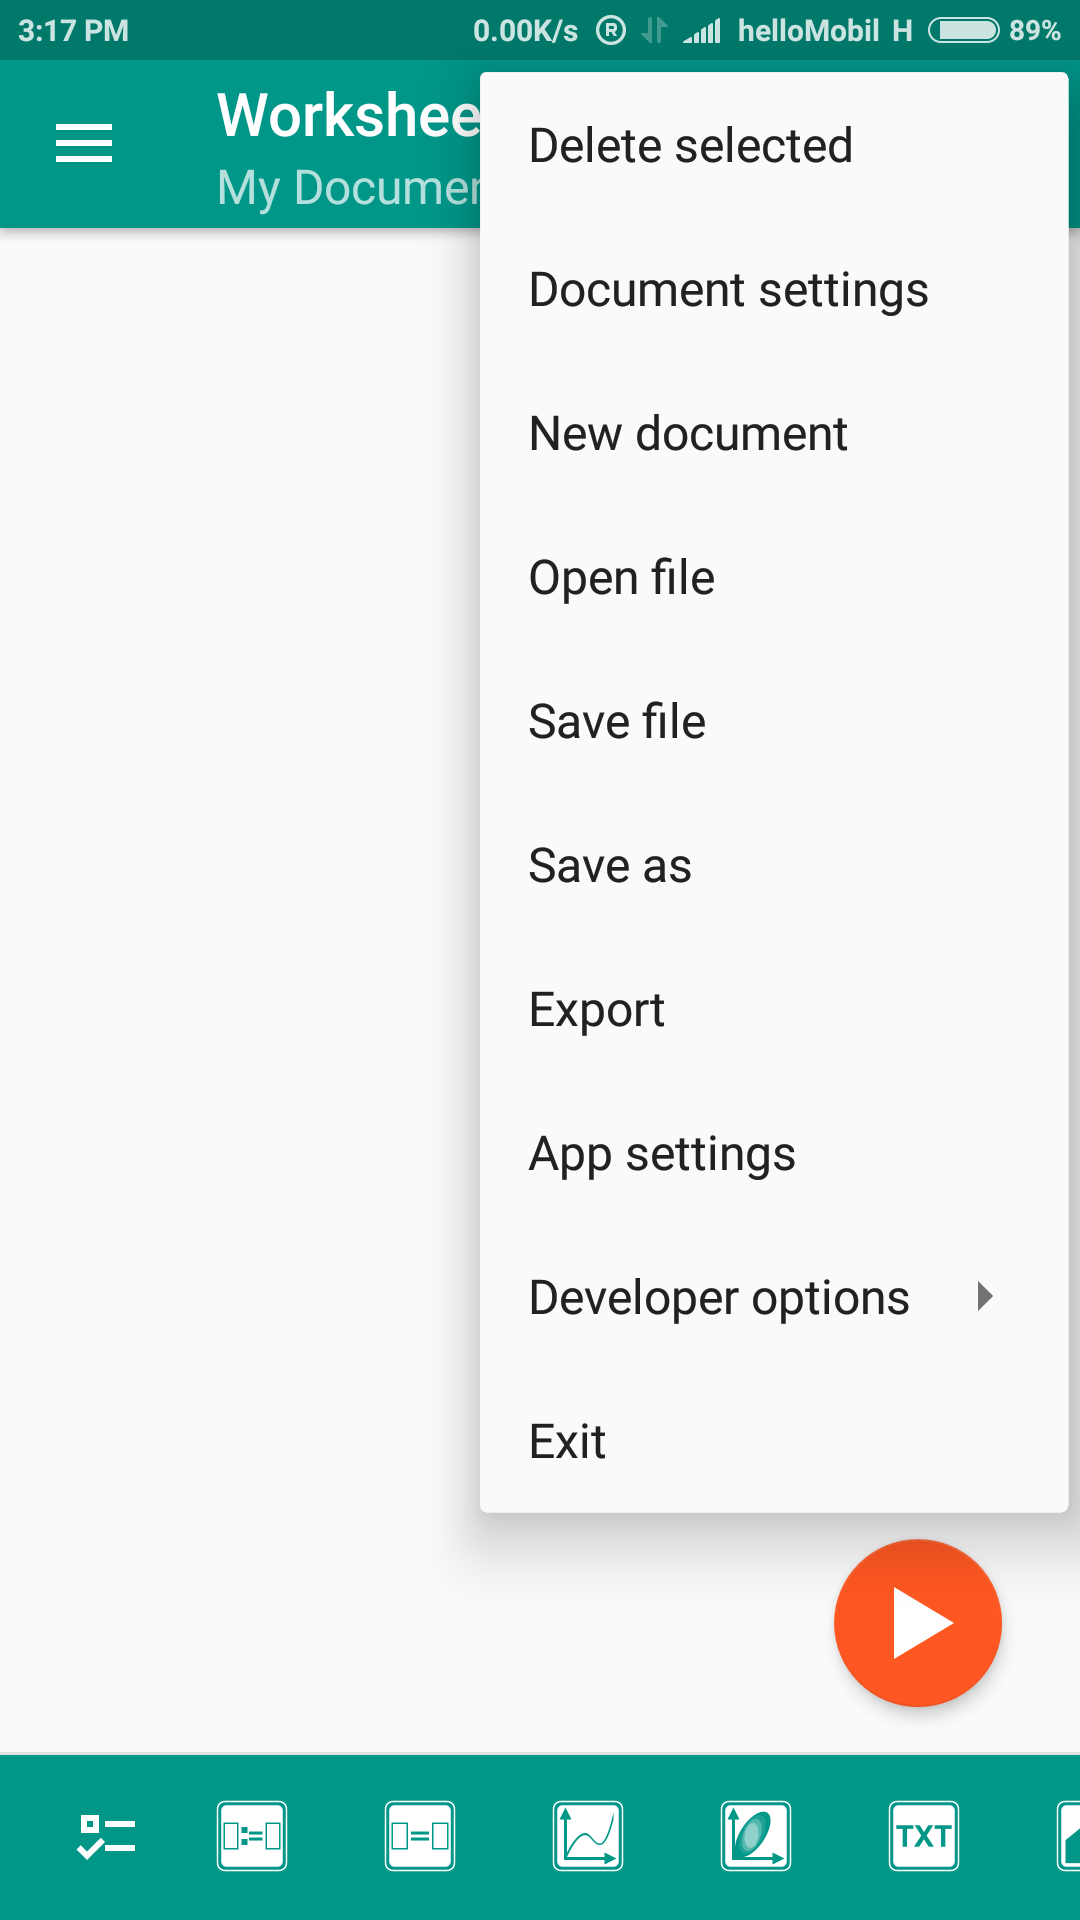 3:17 PM 0.00K/s ® helloMobil H 89%
Workshee
My Documen
Delete selected
Document settings
New document
Open file
Save file
Save as
Export
App settings
Developer options
Exit
:= = TXT